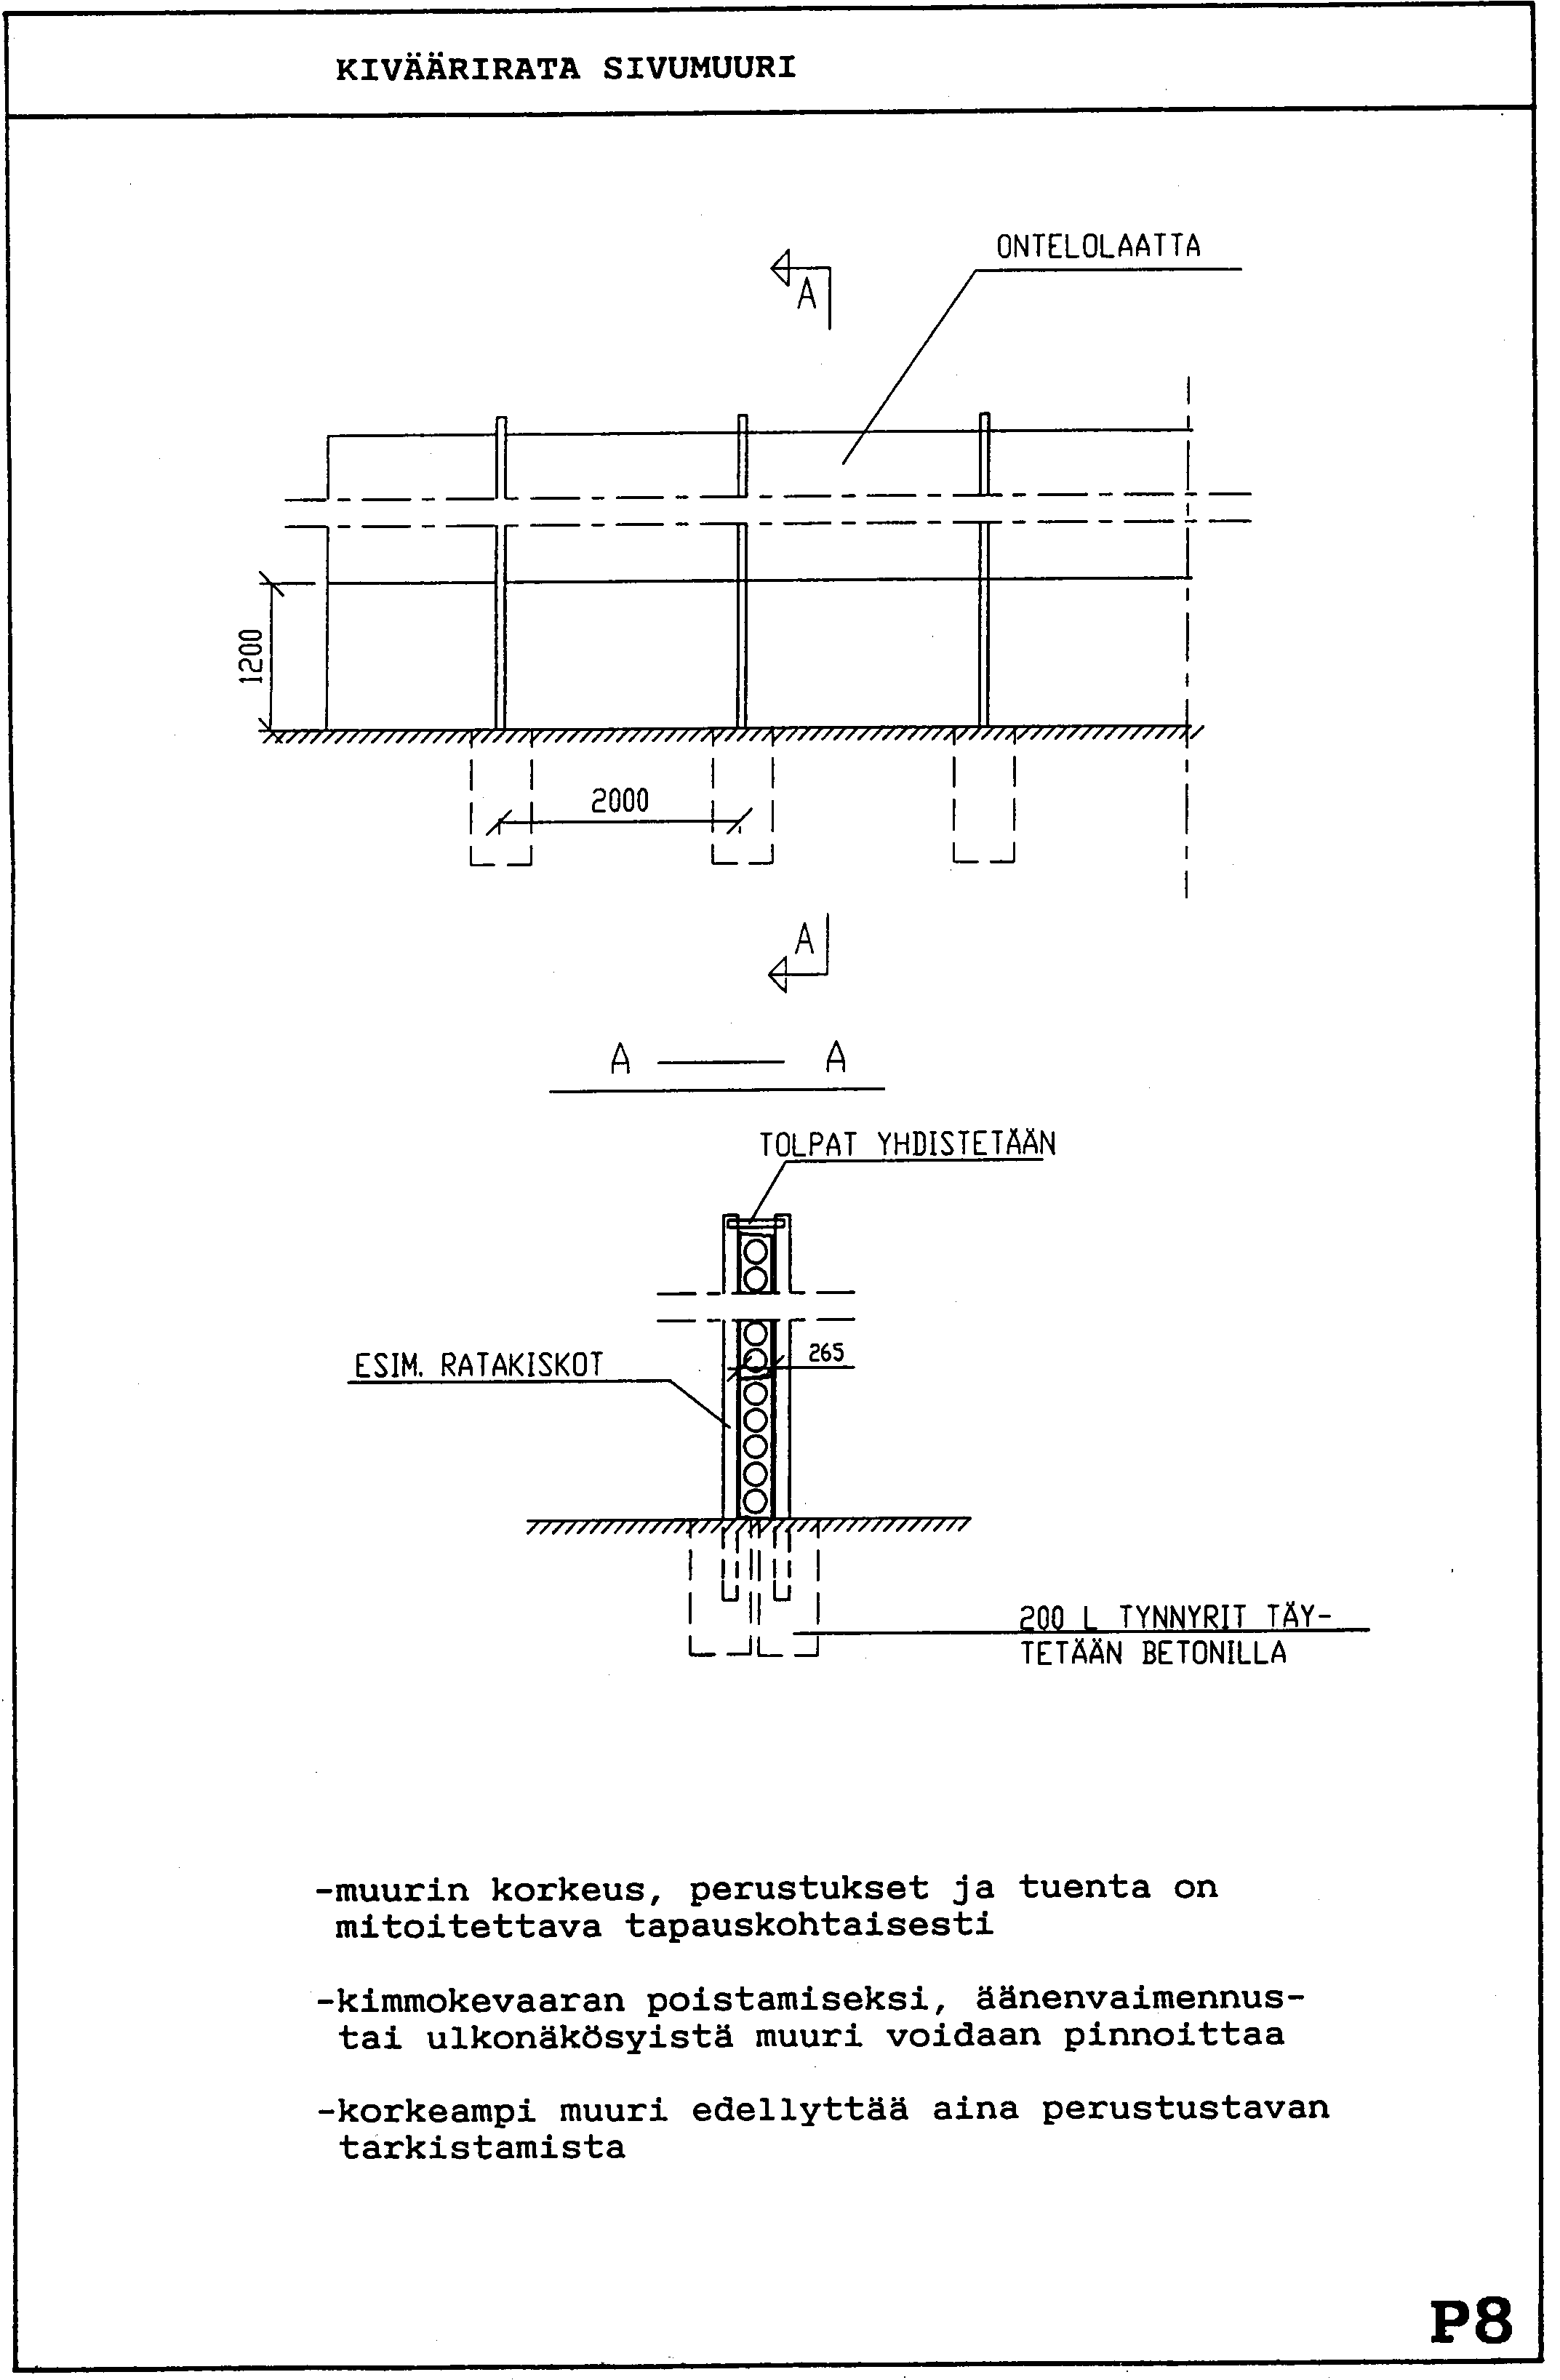 KIVÄÄRIRATA SIVUMUURI
ONTELOLAATTA
A
1200
2000
A
A A
TOLPAT YHDISTETÄÄN
265
ESIM. RATAKISKOT
200 L TYNNYRIT TÄY-
TETÄÄN BETONILLA
-muurin korkeus, perustukset ja tuenta on
mitoitettava tapauskohtaisesti
-kimmokevaaran poistamiseksi, äänenvaimennus-
tai ulkonäkösyistä muuri voidaan pinnoittaa
-korkeampi muuri edellyttää aina perustustavan
tarkistamista
P8